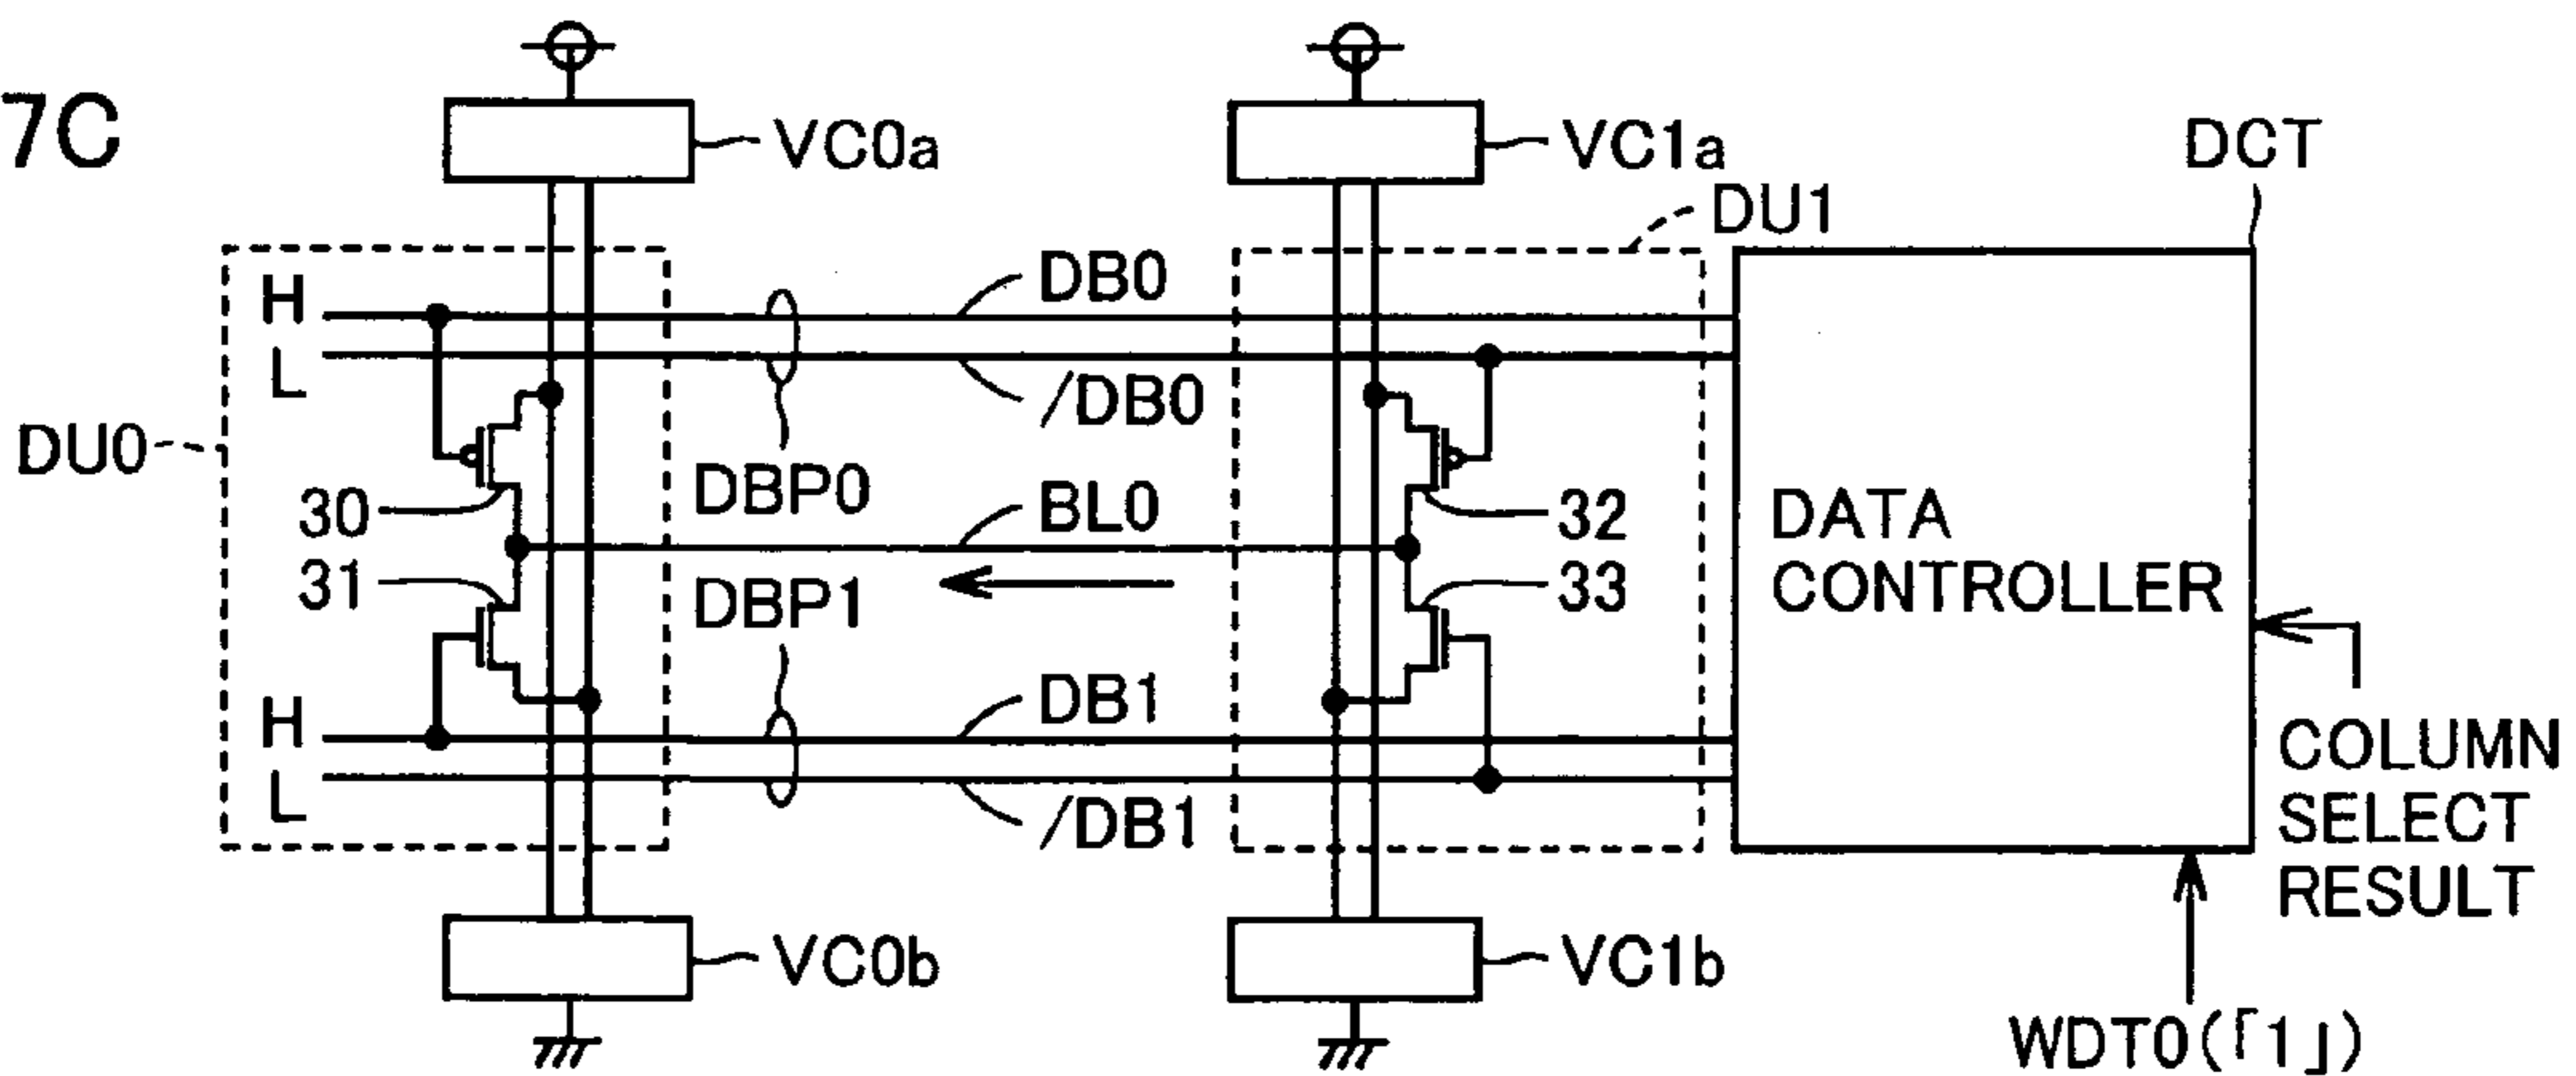 7C
VC0a
VC1a
DCT
DU1
H
DB0
L
/DB0
DU0
DBP0
30
BL0
32
31
DBP1
33
DATA
CONTROLLER
H
DB1
L
/DB1
COLUMN
SELECT
RESULT
VC0b
VC1b
WDT0(「1」)